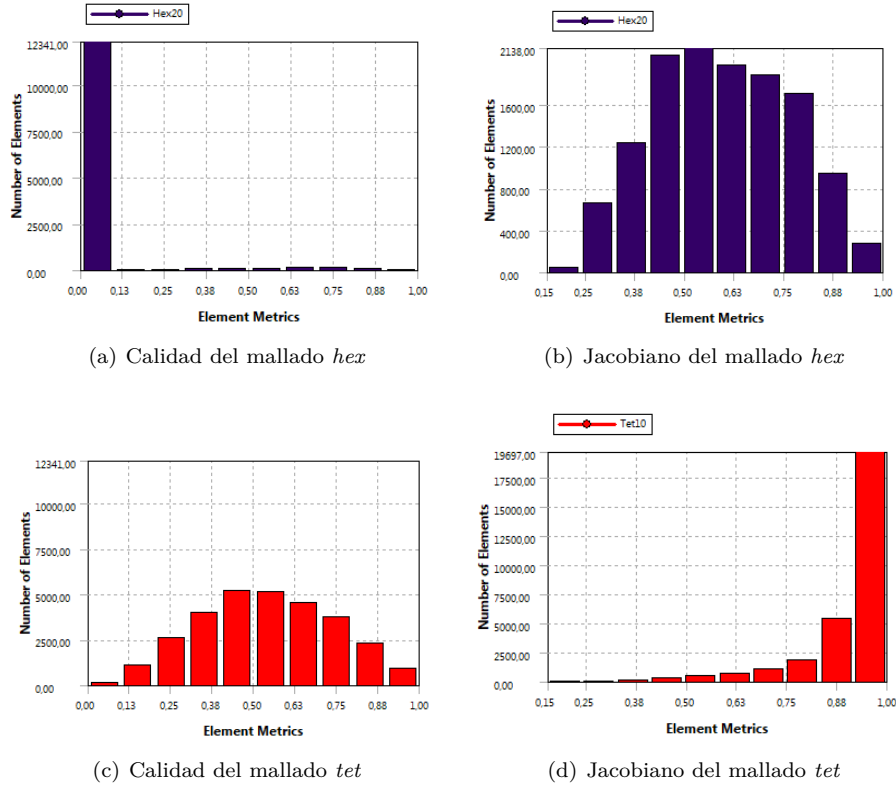 Hex20
12341,00
10000,00
7500,00
5000,00
2500,00
0,00
Number of Elements
0,00 0,13 0,25 0,38 0,50 0,63 0,75 0,88 1,00
Element Metrics
(a) Calidad del mallado hex
Hex20
2138,00
1600,00
1200,00
800,00
400,00
0,00
Number of Elements
0,15 0,25 0,38 0,50 0,63 0,75 0,88 1,00
Element Metrics
(b) Jacobiano del mallado hex
12341,00
10000,00
7500,00
5000,00
2500,00
0,00
Number of Elements
0,00 0,13 0,25 0,38 0,50 0,63 0,75 0,88 1,00
Element Metrics
(c) Calidad del mallado tet
Tet10
19697,00
17500,00
15000,00
12500,00
10000,00
7500,00
5000,00
2500,00
0,00
Number of Elements
0,15 0,25 0,38 0,50 0,63 0,75 0,88 1,00
Element Metrics
(d) Jacobiano del mallado tet